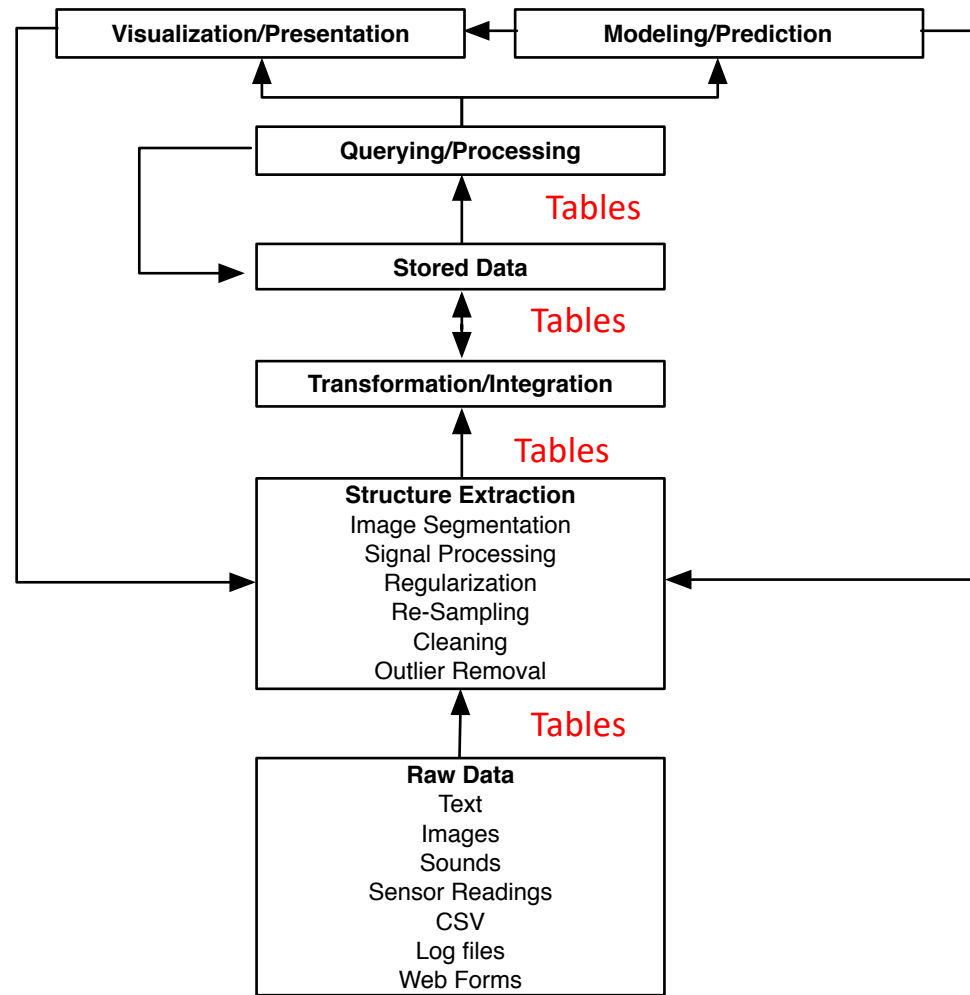 Visualization/Presentation
Modeling/Prediction
Querying/Processing
Tables
Stored Data
Tables
Transformation/Integration
Tables
Structure Extraction
Image Segmentation
Signal Processing
Regularization
Re-Sampling
Cleaning
Outlier Removal
Tables
Raw Data
Text
Images
Sounds
Sensor Readings
CSV
Log files
Web Forms